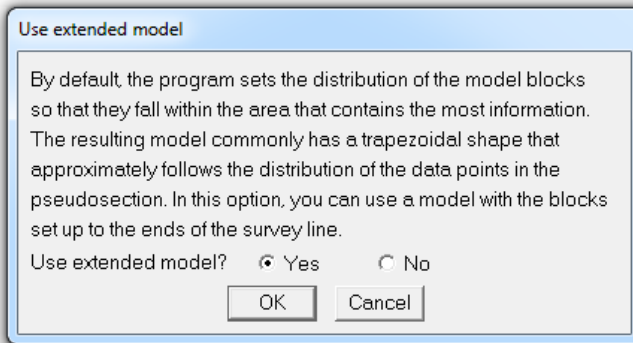 Use extended model
By default, the program sets the distribution of the model blocks
so that they fall within the area that contains the most information.
The resulting model commonly has a trapezoidal shape that
approximately follows the distribution of the data points in the
pseudosection. In this option, you can use a model with the blocks
set up to the ends of the survey line.
Use extended model? Yes No
OK Cancel